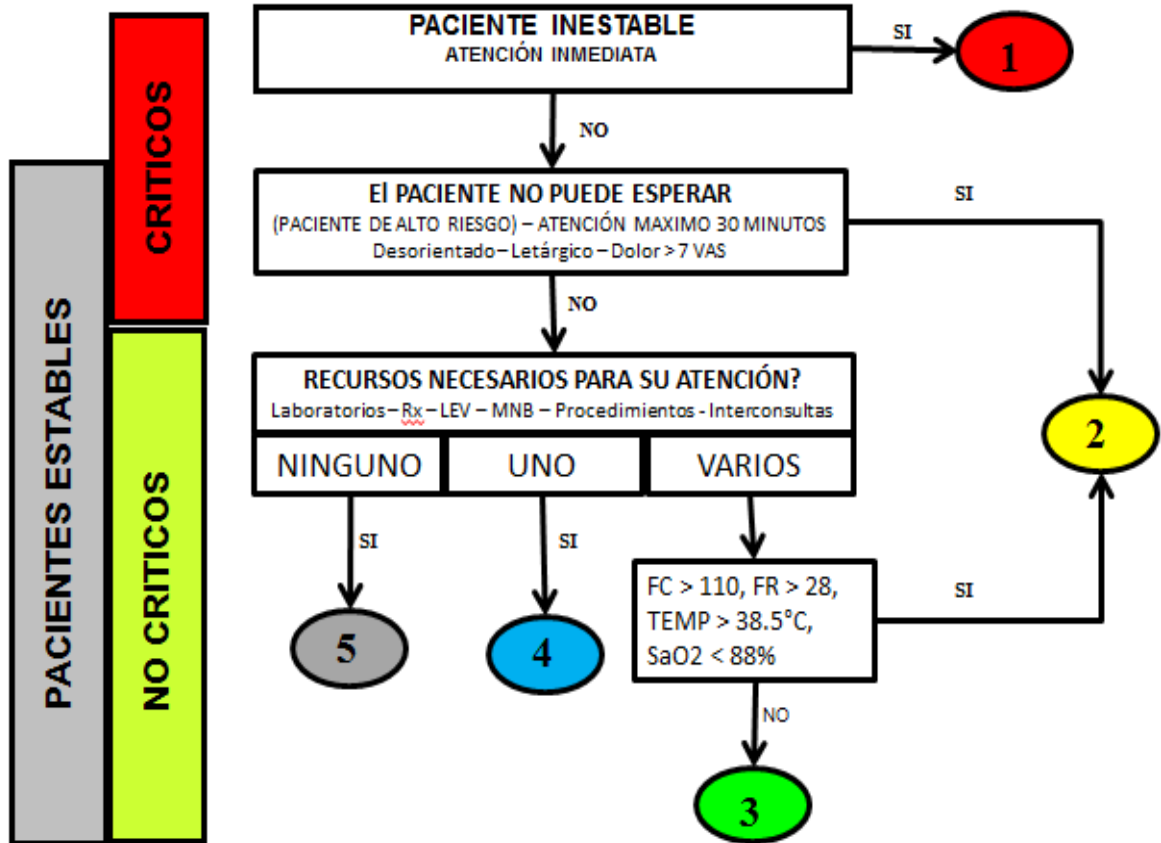 PACIENTES ESTABLES
CRITICOS
NO CRITICOS
PACIENTE INESTABLE
ATENCIÓN INMEDIATA
SI
1
NO
El PACIENTE NO PUEDE ESPERAR
(PACIENTE DE ALTO RIESGO) – ATENCIÓN MAXIMO 30 MINUTOS
Desorientado – Letárgico – Dolor > 7 VAS
SI
2
NO
RECURSOS NECESARIOS PARA SU ATENCIÓN?
Laboratorios – Rx – LEV – MNB – Procedimientos - Interconsultas
NINGUNO
UNO
VARIOS
SI
SI
5
4
FC > 110, FR > 28,
TEMP > 38.5°C,
SaO2 < 88%
SI
NO
3